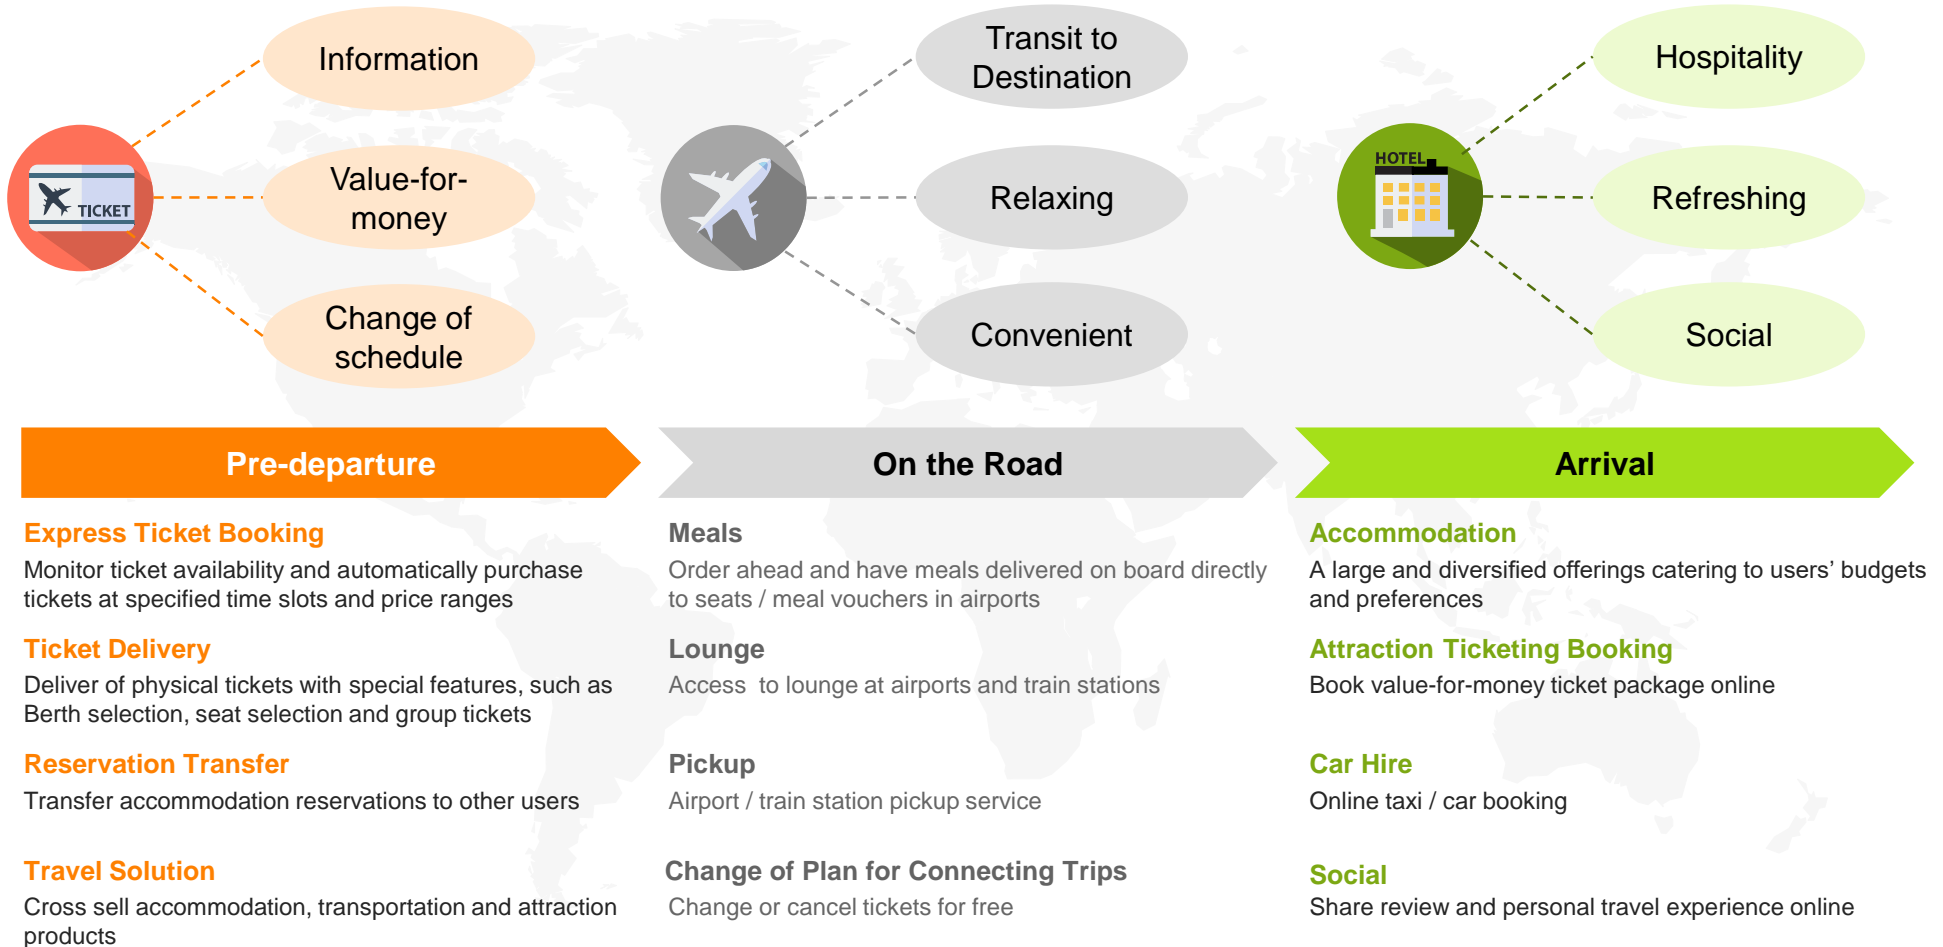 Information
Value-for-
money
Change of
schedule
TICKET
Transit to
Destination
Relaxing
Convenient
Hospitality
Refreshing
Social
HOTEL
Pre-departure
On the Road
Arrival
Express Ticket Booking
Monitor ticket availability and automatically purchase
tickets at specified time slots and price ranges
Ticket Delivery
Deliver of physical tickets with special features, such as
Berth selection, seat selection and group tickets
Reservation Transfer
Transfer accommodation reservations to other users
Travel Solution
Cross sell accommodation, transportation and attraction
products
Meals
Order ahead and have meals delivered on board directly
to seats / meal vouchers in airports
Lounge
Access  to lounge at airports and train stations
Pickup
Airport / train station pickup service
Change of Plan for Connecting Trips
Change or cancel tickets for free
Accommodation
A large and diversified offerings catering to users’ budgets
and preferences
Attraction Ticketing Booking
Book value-for-money ticket package online
Car Hire
Online taxi / car booking
Social
Share review and personal travel experience online